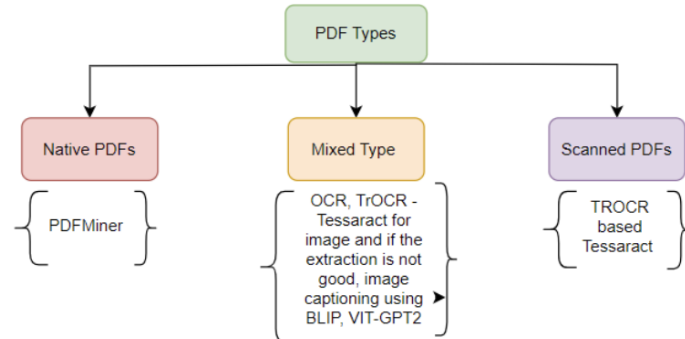 PDF Types
Native PDFs
Mixed Type
Scanned PDFs
PDFMiner
OCR, TrOCR -
Tessaract for
image and if the
extraction is not
good, image
captioning using
BLIP, VIT-GPT2
TROCR
based
Tessaract